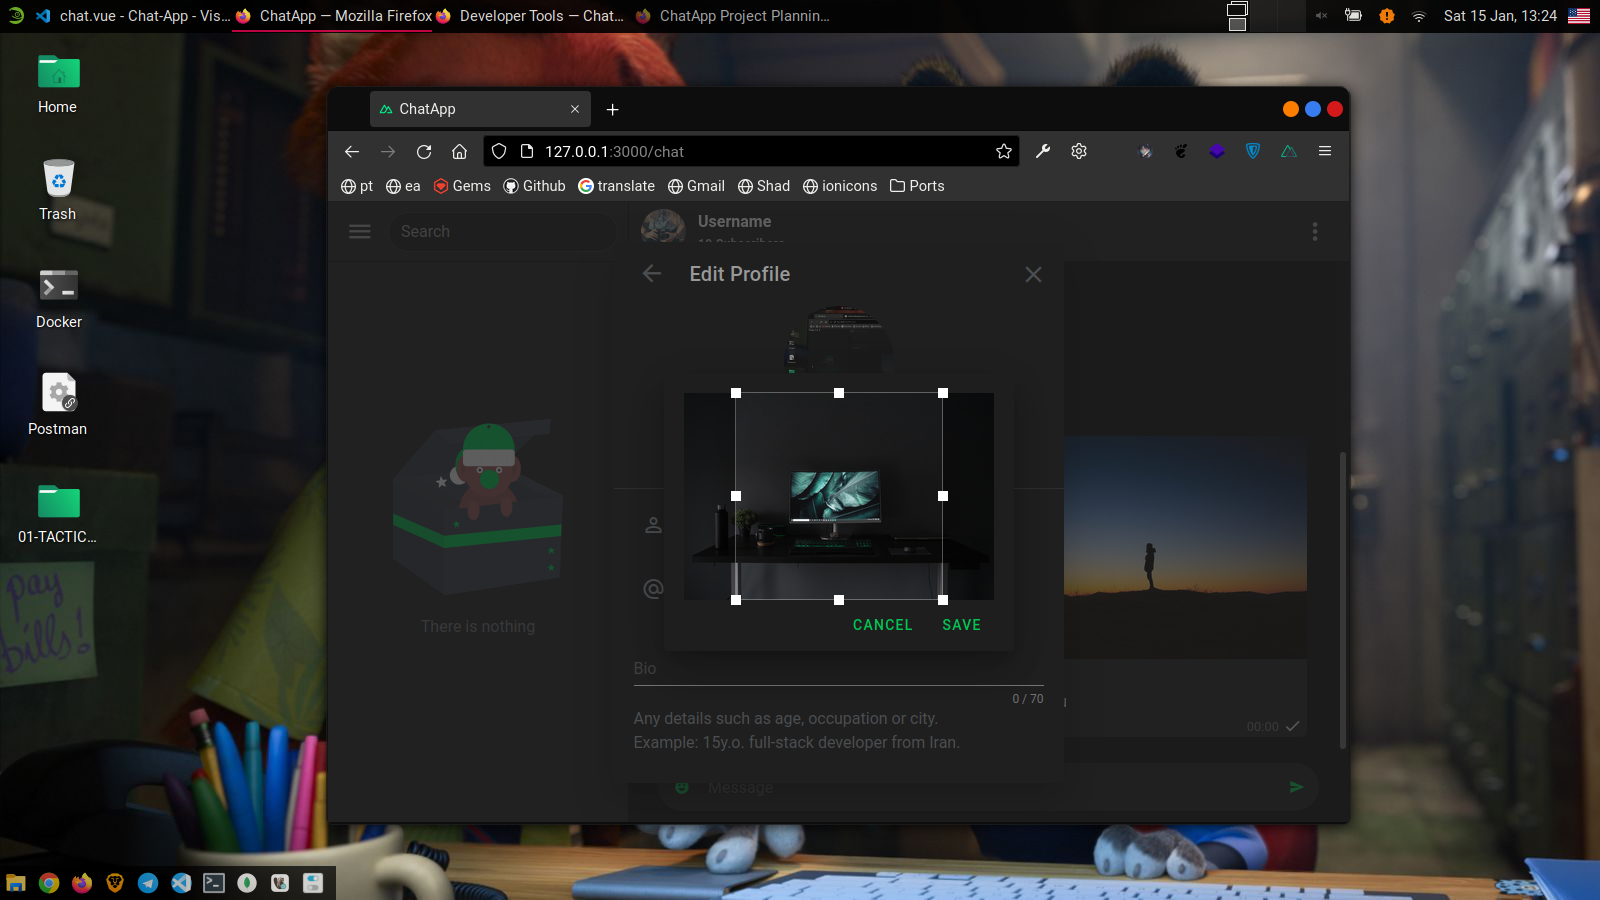 chat.vue - Chat-App - Vis...
ChatApp — Mozilla Firefox
Developer Tools — Chat...
ChatApp Project Plannin...
Sat 15 Jan, 13:24
Home
Trash
Docker
Postman
01-TACTIC...
pay
bills!
ChatApp
127.0.0.1:3000/chat
pt
ea
Gems
Github
translate
Gmail
Shad
ionicons
Ports
Search
Username
Edit Profile
There is nothing
CANCEL
SAVE
Bio
0 / 70
Any details such as age, occupation or city.
Example: 15y.o. full-stack developer from Iran.
00:00
Message